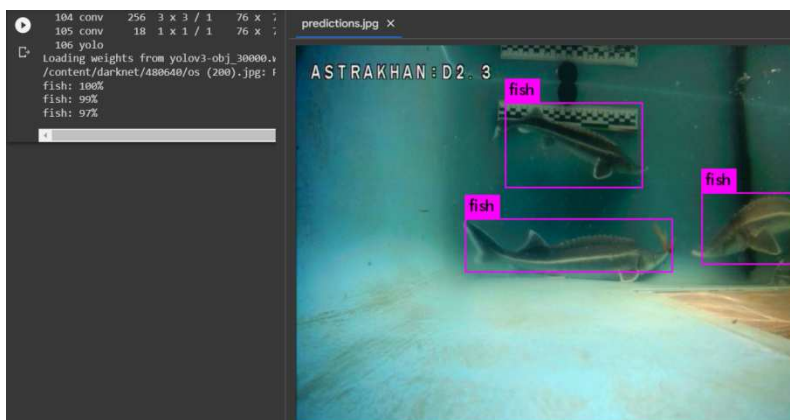 104 conv 256 3 x 3 / 1 76 x
105 conv 18 1 x 1 / 1 76 x
106 yolo
Loading weights from yolov3-obj_30000.w
/content/darknet/480640/os (200).jpg: P
fish: 100%
fish: 99%
fish: 97%
predictions.jpg ×
ASTRAKHAN:D2.3
fish
fish
fish